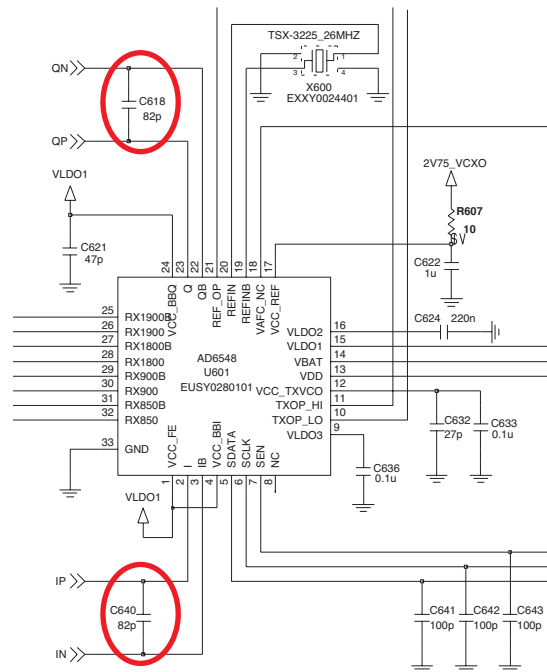 TSX-3225_26MHZ
2
1
3
4
X600
EXXY0024401
QN
C618
82p
QP
2V75_VCXO
VLDO1
R607
10
C621
47p
C622
1u
24
23
22
21
20
19
18
17
VCC_BBQ
Q
QB
REF_OP
REFIN
REFINB
VAFC_NC
VCC_REF
25
RX1900B
26
RX1900
27
RX1800B
28
RX1800
29
RX900B
30
RX900
31
RX850B
32
RX850
33
GND
AD6548
U601
EUSY0280101
VLDO2
16
C624
220n
VLDO1
15
VBAT
14
VDD
13
VCC_TXVCO
12
TXOP_HI
11
TXOP_LO
10
VLDO3
9
C632
27p
C633
0.1u
C636
0.1u
VCC_FE
I
IB
VCC_BBI
SDATA
SCLK
SEN
NC
1
2
3
4
5
6
7
8
VLDO1
IP
C640
82p
IN
C641
100p
C642
100p
C643
100p